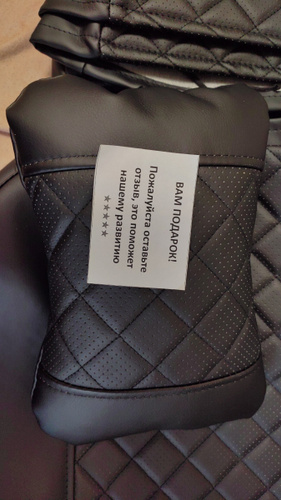 ВАМ ПОДАРОК!
Пожалуйста оставьте
отзыв, это поможет
нашему развитию
★★★★★